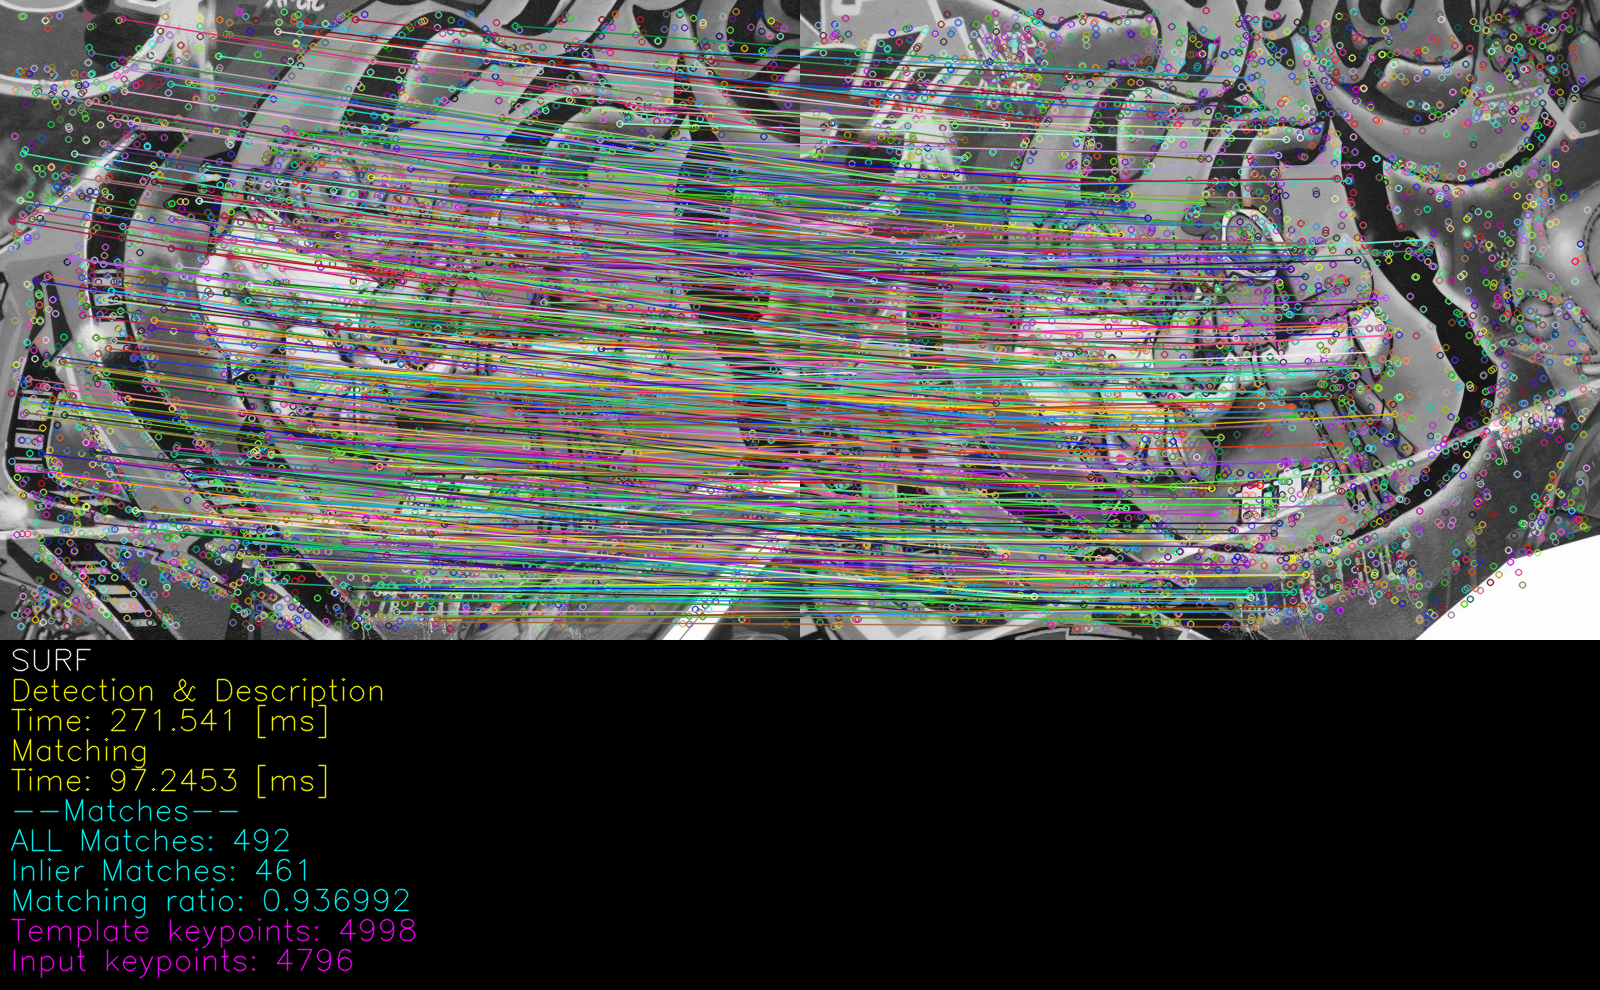 SURF
Detection & Description
Time: 271.541 [ms]
Matching
Time: 97.2453 [ms]
--Matches--
ALL Matches: 492
Inlier Matches: 461
Matching ratio: 0.936992
Template keypoints: 4998
Input keypoints: 4796